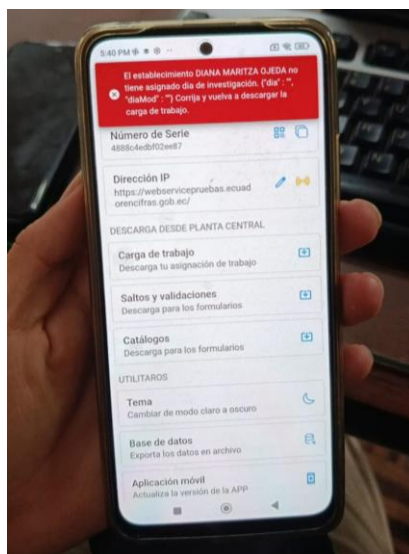 5:40 PM
El establecimiento DIANA MARITZA OJEDA no
tiene asignado dia de investigación. {"dia" : "",
"diaMod" : ""} Corrija y vuelva a descargar la
carga de trabajo.
Número de Serie
4888c4edbf02ee87
Dirección IP
https://webservicepruebas.ecuad
orencifras.gob.ec/
DESCARGA DESDE PLANTA CENTRAL
Carga de trabajo
Descarga tu asignación de trabajo
Saltos y validaciones
Descarga para los formularios
Catálogos
Descarga para los formularios
UTILITAROS
Tema
Cambiar de modo claro a oscuro
Base de datos
Exporta los datos en archivo
Aplicación móvil
Actualiza la versión de la APP